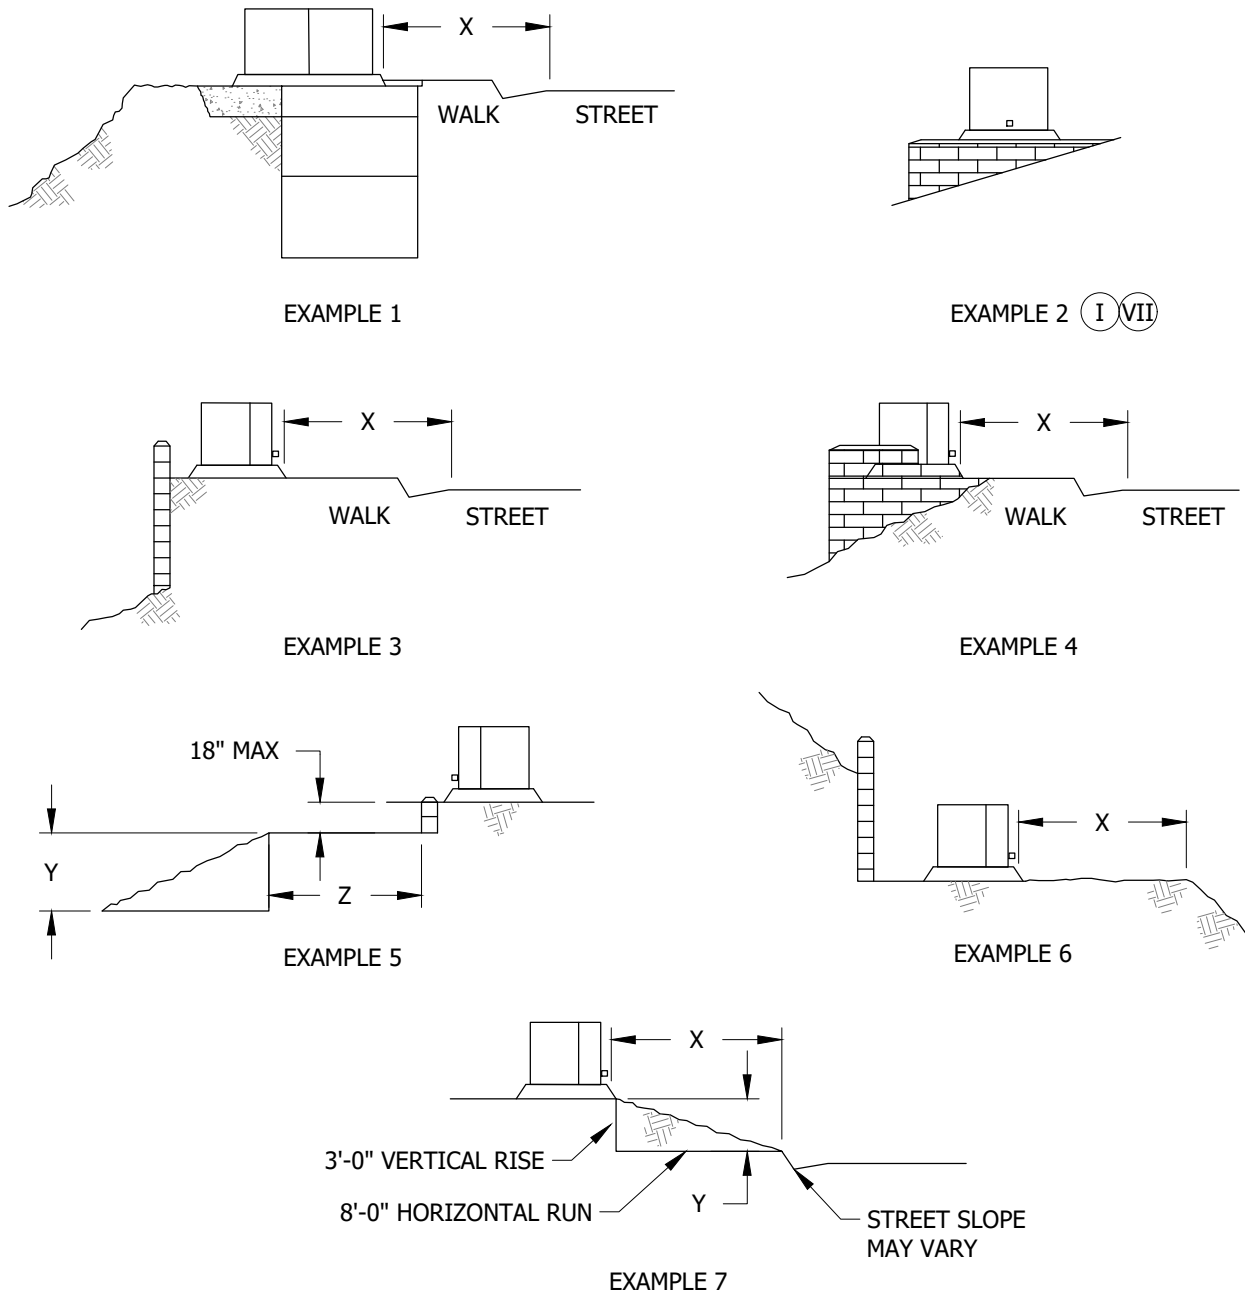 X
WALK
STREET
EXAMPLE 1
EXAMPLE 2 I VII
X
WALK
STREET
EXAMPLE 3
X
WALK
STREET
EXAMPLE 4
18" MAX
Y
Z
EXAMPLE 5
X
EXAMPLE 6
X
3'-0" VERTICAL RISE
8'-0" HORIZONTAL RUN
Y
STREET SLOPE
MAY VARY
EXAMPLE 7